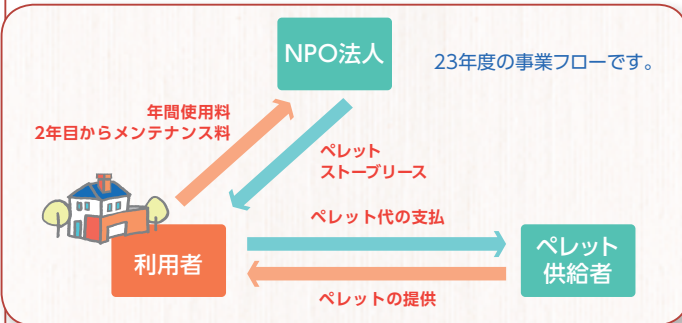 NPO法人
23年度の事業フローです。
年間使用料
2年目からメンテナンス料
ペレット
ストーブリース
ペレット代の支払
利用者
ペレット
供給者
ペレットの提供